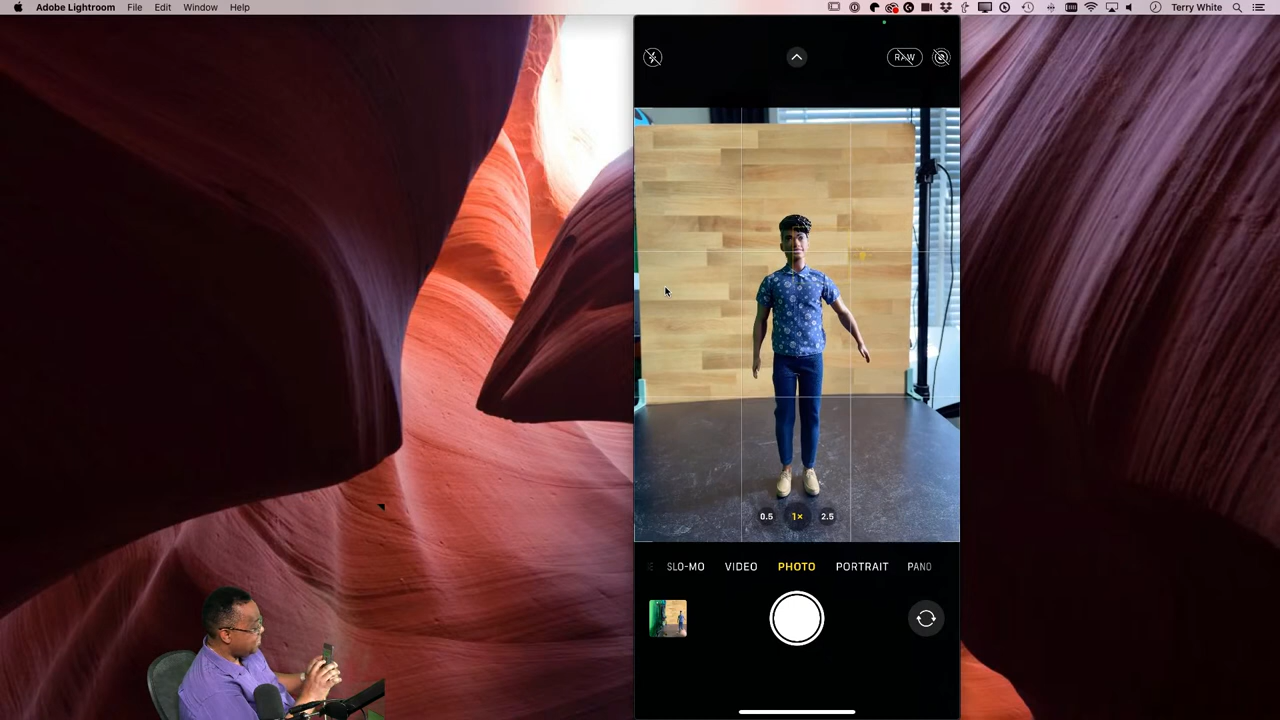 Adobe Lightroom File Edit Window Help Terry White
RAW
0.5 1× 2.5
SLO-MO VIDEO PHOTO PORTRAIT PANO